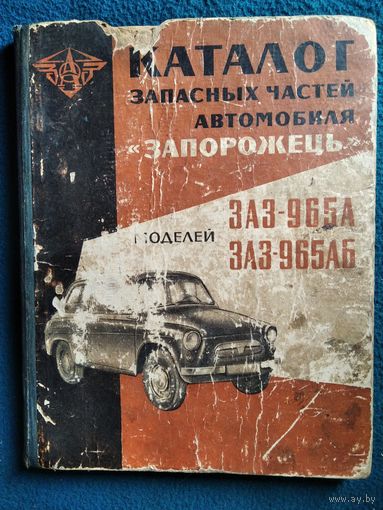 КАТАЛОГ
ЗАПАСНЫХ ЧАСТЕЙ
АВТОМОБИЛЯ
«ЗАПОРОЖЕЦЬ
МОДЕЛЕЙ
ЗАЗ-965А
ЗАЗ-965АБ
www.ay.by